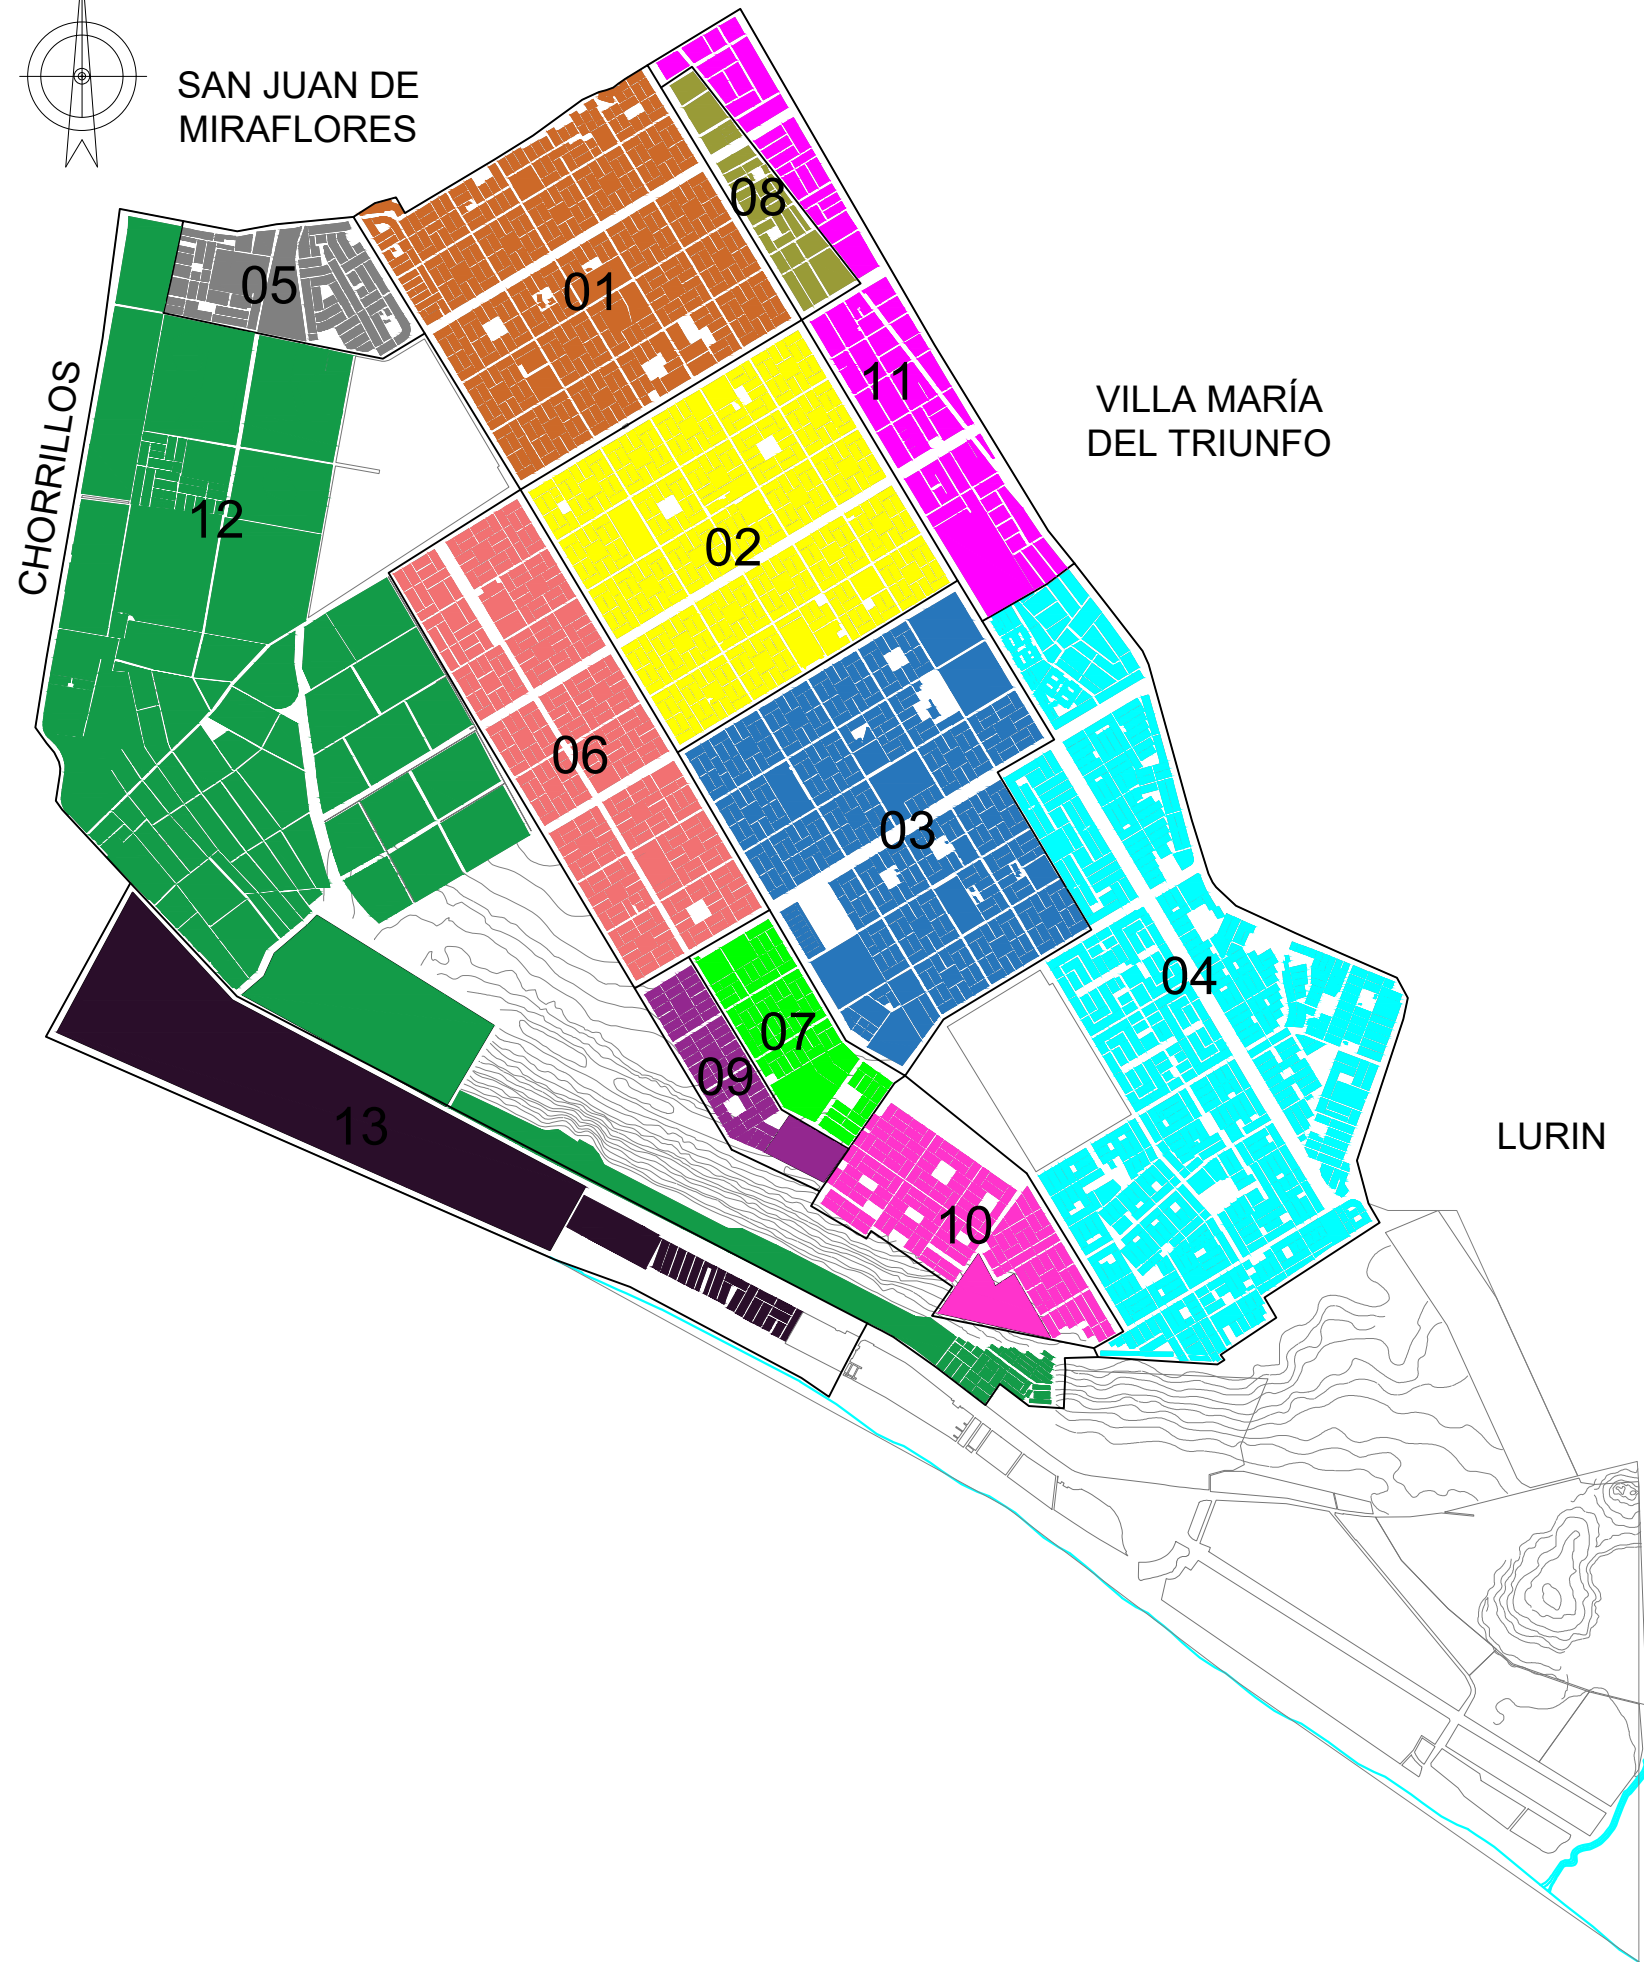 SAN JUAN DE
MIRAFLORES
08
05
01
11
VILLA MARÍA
DEL TRIUNFO
CHORRILLOS
12
02
06
03
04
07
09
13
LURIN
10